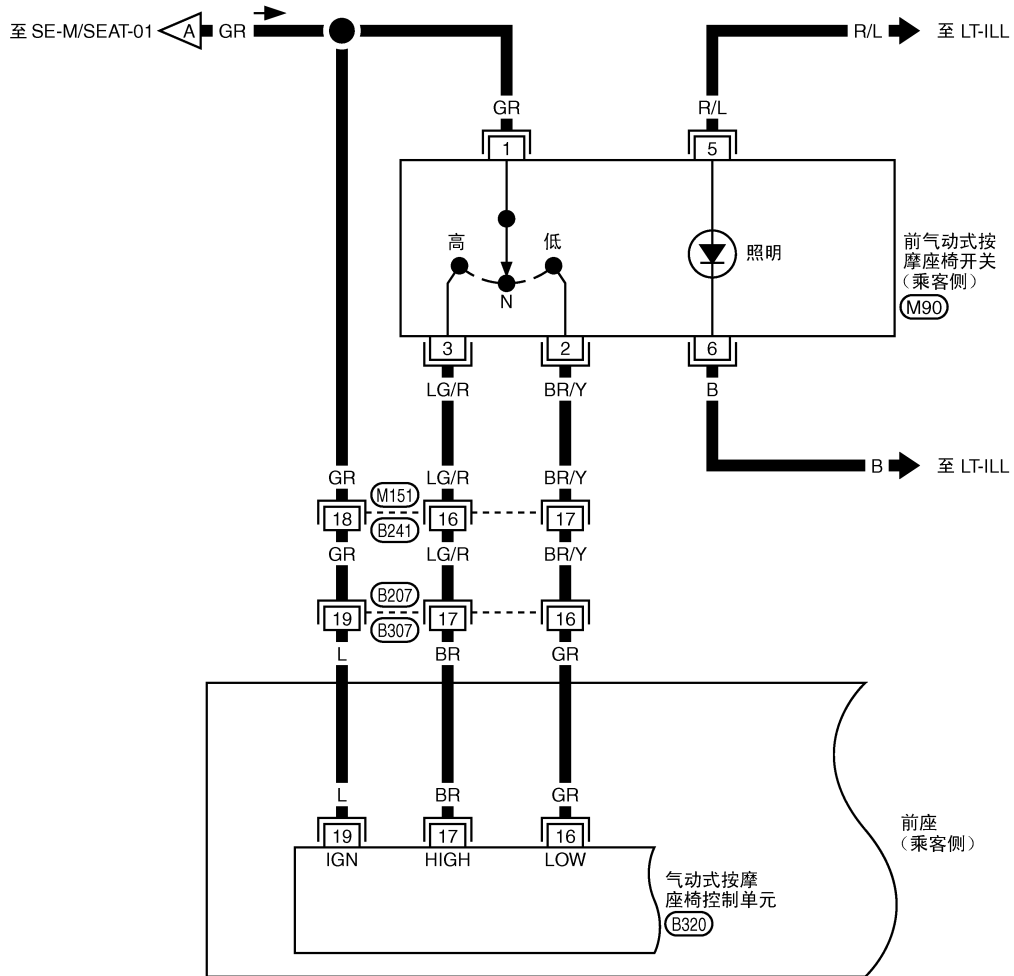 至 SE-M/SEAT-01 A GR
R/L 至 LT-ILL
GR
R/L
1
5
高
低
N
照明
前气动式按
摩座椅开关
（乘客侧）
M90
3
2
6
LG/R
BR/Y
B
B 至 LT-ILL
GR
M151
LG/R
BR/Y
18
16
17
B241
GR
LG/R
BR/Y
B207
19
17
16
B307
L
BR
GR
L
BR
GR
19
17
16
IGN
HIGH
LOW
前座
（乘客侧）
气动式按摩
座椅控制单元
B320